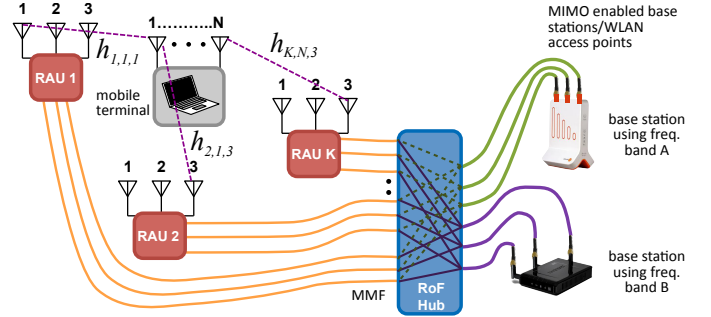 1 2 3
1..........N
h1,1,1
hK,N,3
RAU 1
mobile
terminal
1 2 3
h2,1,3
RAU K
1 2 3
RAU 2
MMF
RoF
Hub
MIMO enabled base
stations/WLAN
access points
base station
using freq.
band A
base station
using freq.
band B